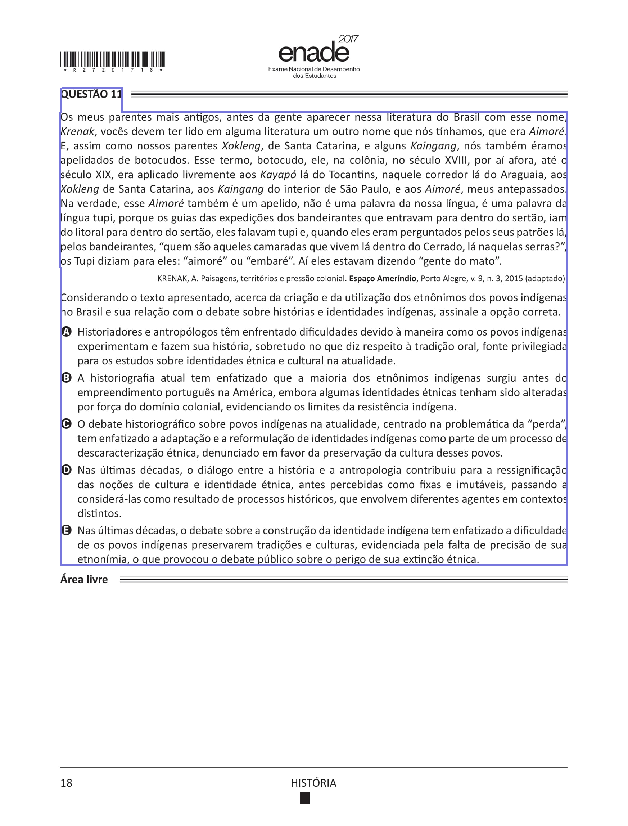 *R27201718*
2017
enade
Exame Nacional de Desempenho
dos Estudantes
QUESTÃO 11
Os meus parentes mais antigos, antes da gente aparecer nessa literatura do Brasil com esse nome,
Krenak, vocês devem ter lido em alguma literatura um outro nome que nós tínhamos, que era Aimoré.
E, assim como nossos parentes Xokleng, de Santa Catarina, e alguns Kaingang, nós também éramos
apelidados de botocudos. Esse termo, botocudo, ele, na colônia, no século XVIII, por aí afora, até o
século XIX, era aplicado livremente aos Kayapó lá do Tocantins, naquele corredor lá do Araguaia, aos
Xokleng de Santa Catarina, aos Kaingang do interior de São Paulo, e aos Aimoré, meus antepassados.
Na verdade, esse Aimoré também é um apelido, não é uma palavra da nossa língua, é uma palavra da
língua tupi, porque os guias das expedições dos bandeirantes que entravam para dentro do sertão, iam
do litoral para dentro do sertão, eles falavam tupi e, quando eles eram perguntados pelos seus patrões lá,
pelos bandeirantes, “quem são aqueles camaradas que vivem lá dentro do Cerrado, lá naquelas serras?”,
os Tupi diziam para eles: “aimoré” ou “embaré”. Aí eles estavam dizendo “gente do mato”.
KRENAK, A. Paisagens, territórios e pressão colonial. Espaço Ameríndio, Porto Alegre, v. 9, n. 3, 2015 (adaptado).
Considerando o texto apresentado, acerca da criação e da utilização dos etnônimos dos povos indígenas
no Brasil e sua relação com o debate sobre histórias e identidades indígenas, assinale a opção correta.
A Historiadores e antropólogos têm enfrentado dificuldades devido à maneira como os povos indígenas
experimentam e fazem sua história, sobretudo no que diz respeito à tradição oral, fonte privilegiada
para os estudos sobre identidades étnica e cultural na atualidade.
B A historiografia atual tem enfatizado que a maioria dos etnônimos indígenas surgiu antes do
empreendimento português na América, embora algumas identidades étnicas tenham sido alteradas
por força do domínio colonial, evidenciando os limites da resistência indígena.
C O debate historiográfico sobre povos indígenas na atualidade, centrado na problemática da “perda”,
tem enfatizado a adaptação e a reformulação de identidades indígenas como parte de um processo de
descaracterização étnica, denunciado em favor da preservação da cultura desses povos.
D Nas últimas décadas, o diálogo entre a história e a antropologia contribuiu para a ressignificação
das noções de cultura e identidade étnica, antes percebidas como fixas e imutáveis, passando a
considerá-las como resultado de processos históricos, que envolvem diferentes agentes em contextos
distintos.
E Nas últimas décadas, o debate sobre a construção da identidade indígena tem enfatizado a dificuldade
de os povos indígenas preservarem tradições e culturas, evidenciada pela falta de precisão de sua
etnonímia, o que provocou o debate público sobre o perigo de sua extinção étnica.
Área livre
18
HISTÓRIA